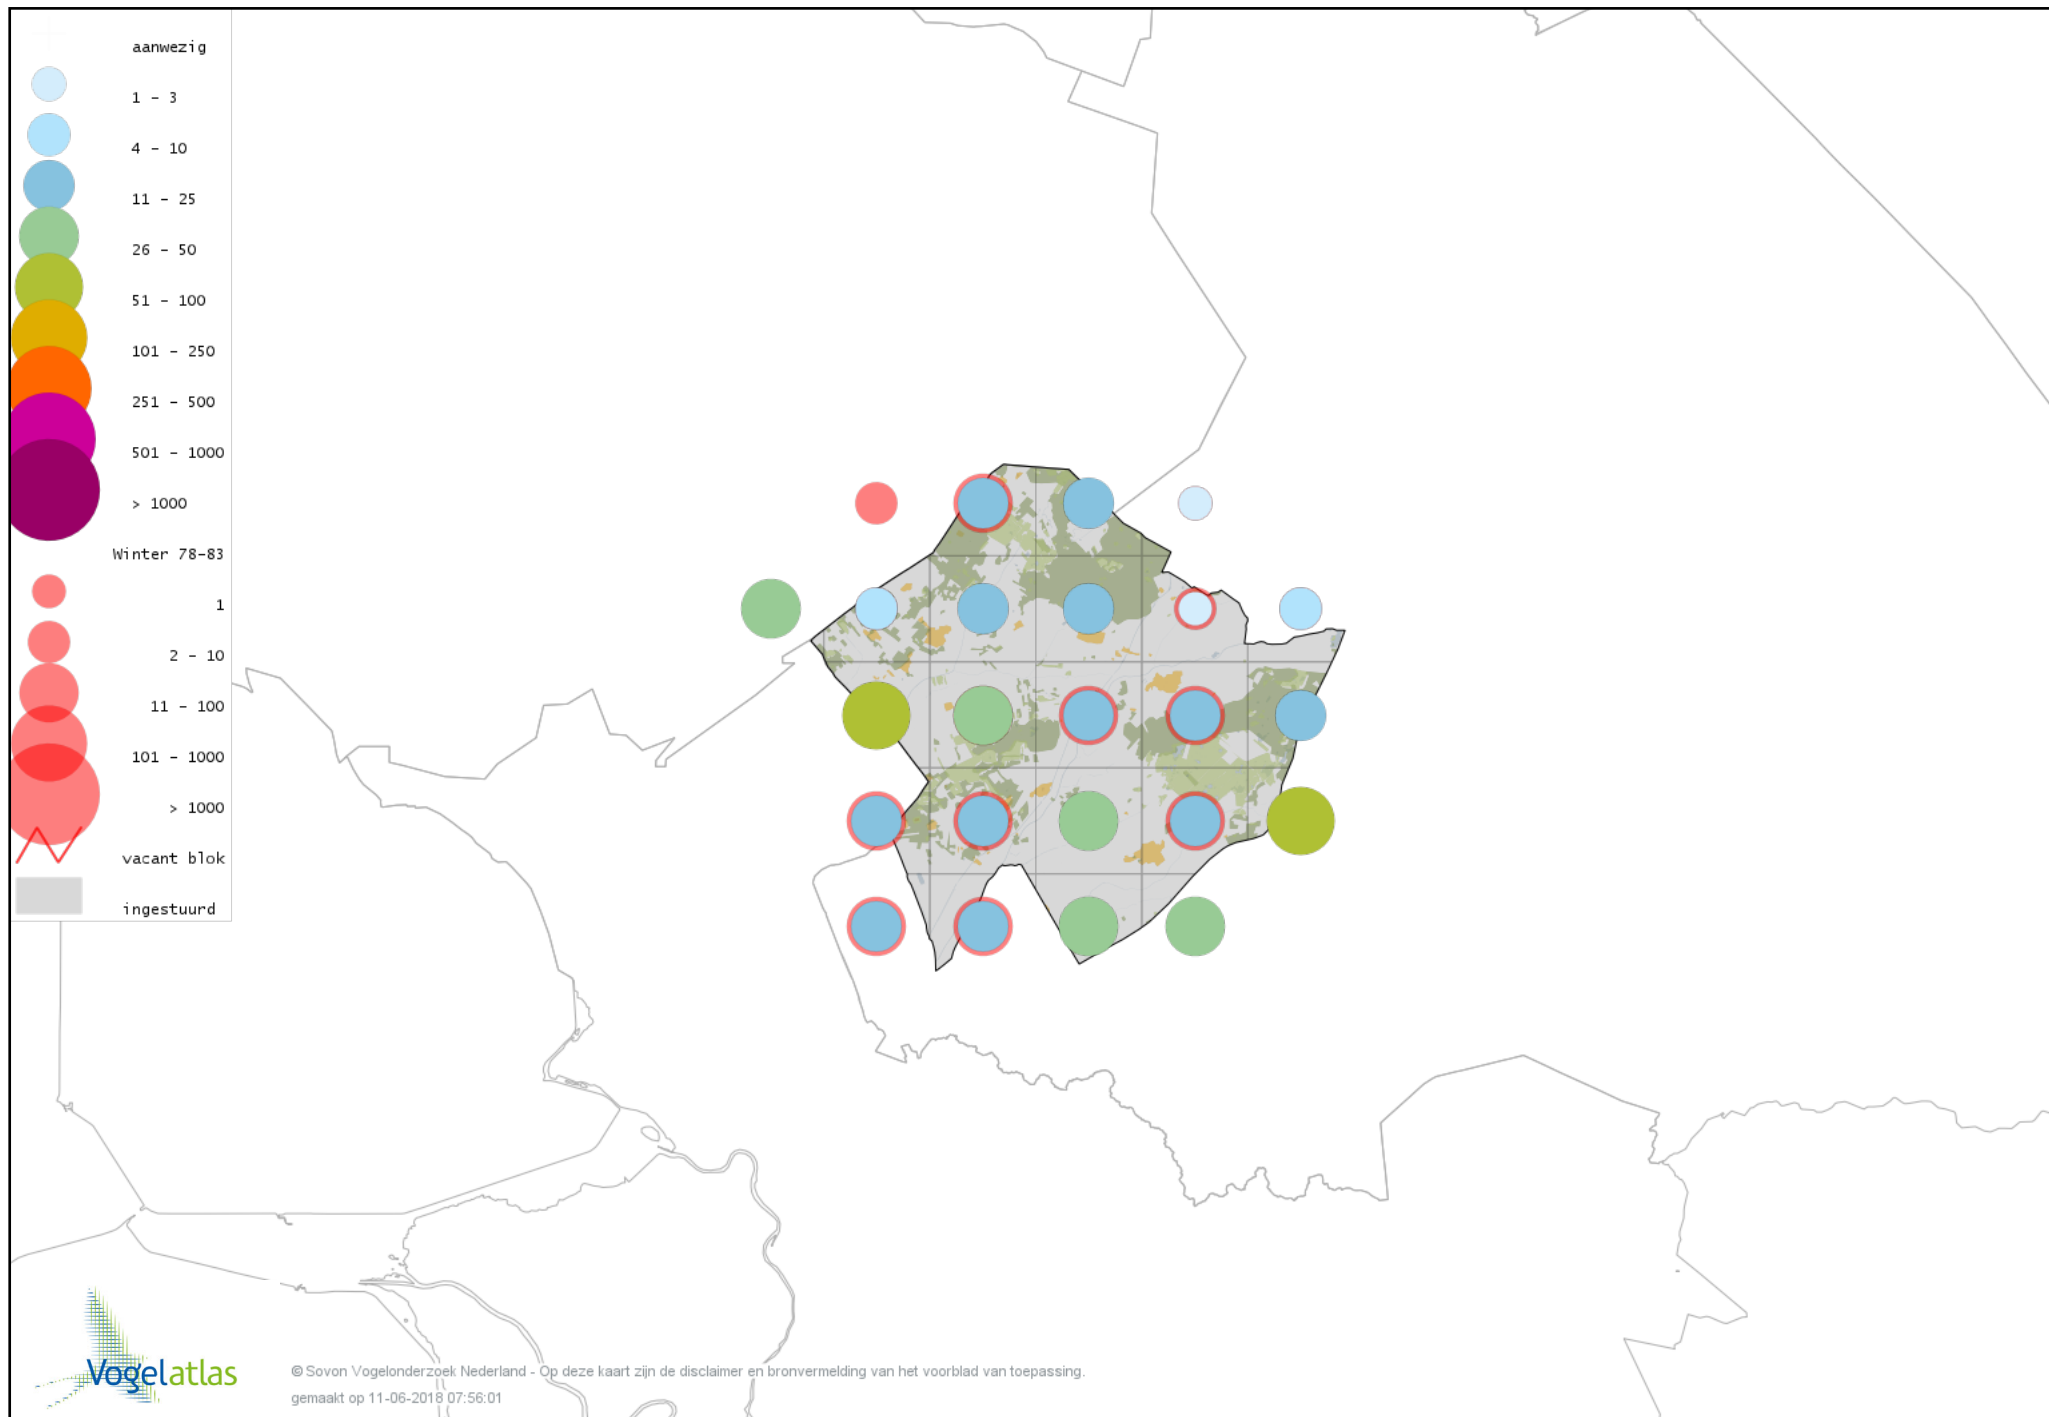 aanwezig
1 - 3
4 - 10
11 - 25
26 - 50
51 - 100
101 - 250
251 - 500
501 - 1000
> 1000
Winter 78-83
1
2 - 10
11 - 100
101 - 1000
> 1000
vacant blok
ingestuurd
Vogelatlas
© Sovon Vogelonderzoek Nederland - Op deze kaart zijn de disclaimer en bronvermelding van het voorblad van toepassing.
gemaakt op 11-06-2018 07:56:01